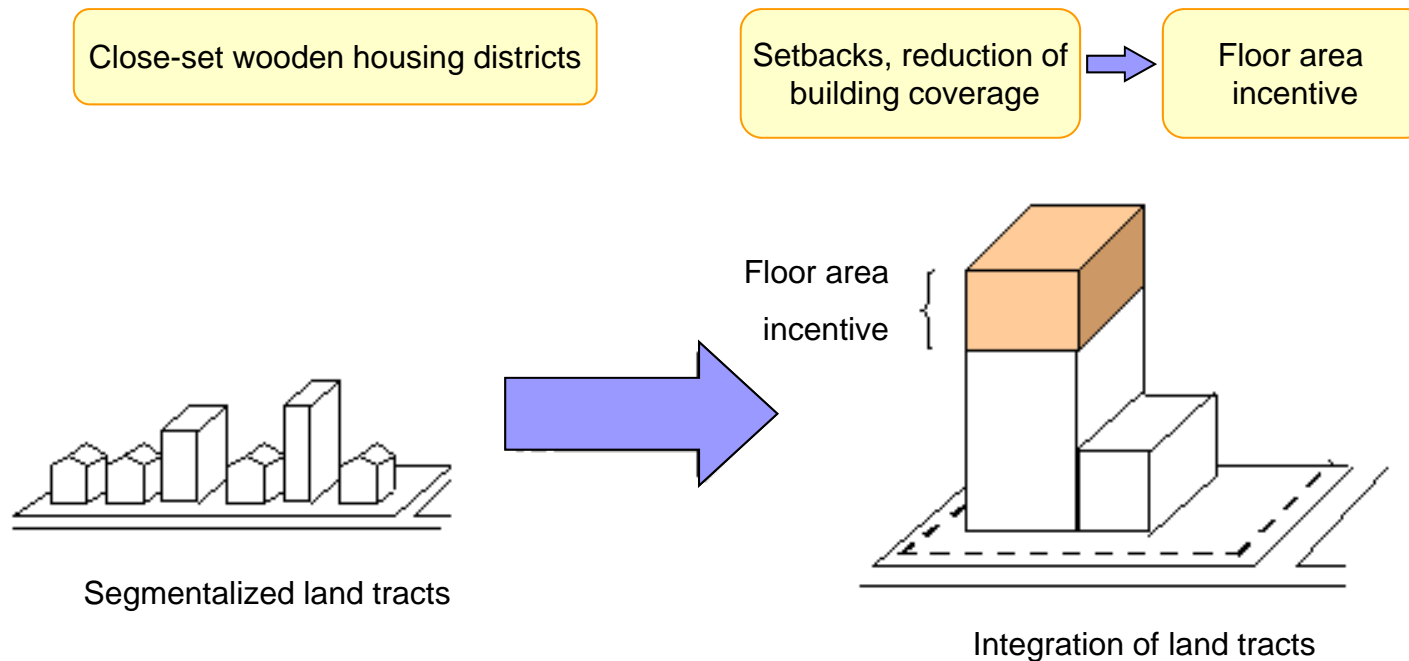 Close-set wooden housing districts
Setbacks, reduction of
building coverage
Floor area
incentive
Floor area
incentive
Segmentalized land tracts
Integration of land tracts